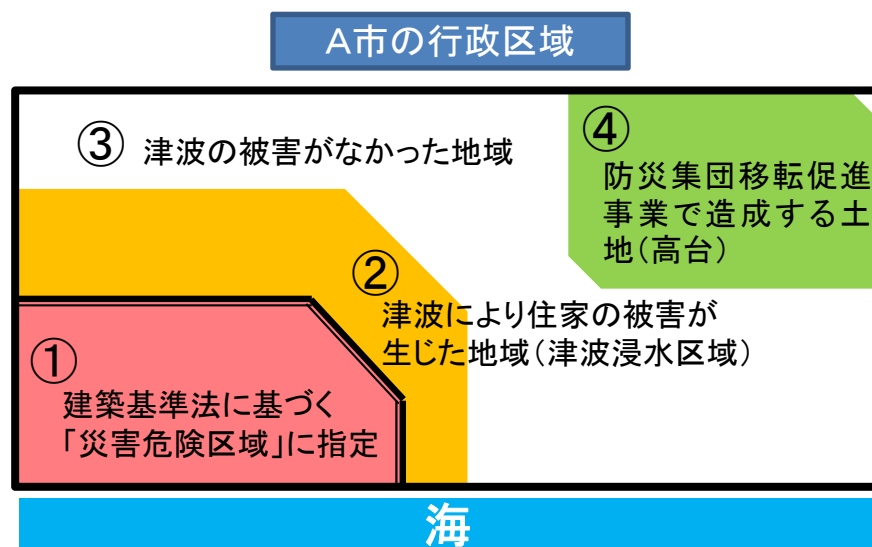 A市の行政区域
③ 津波の被害がなかった地域
④
防災集団移転促進
事業で造成する土
地(高台)
②
津波により住家の被害が
生じた地域(津波浸水区域)
①
建築基準法に基づく
「災害危険区域」に指定
海